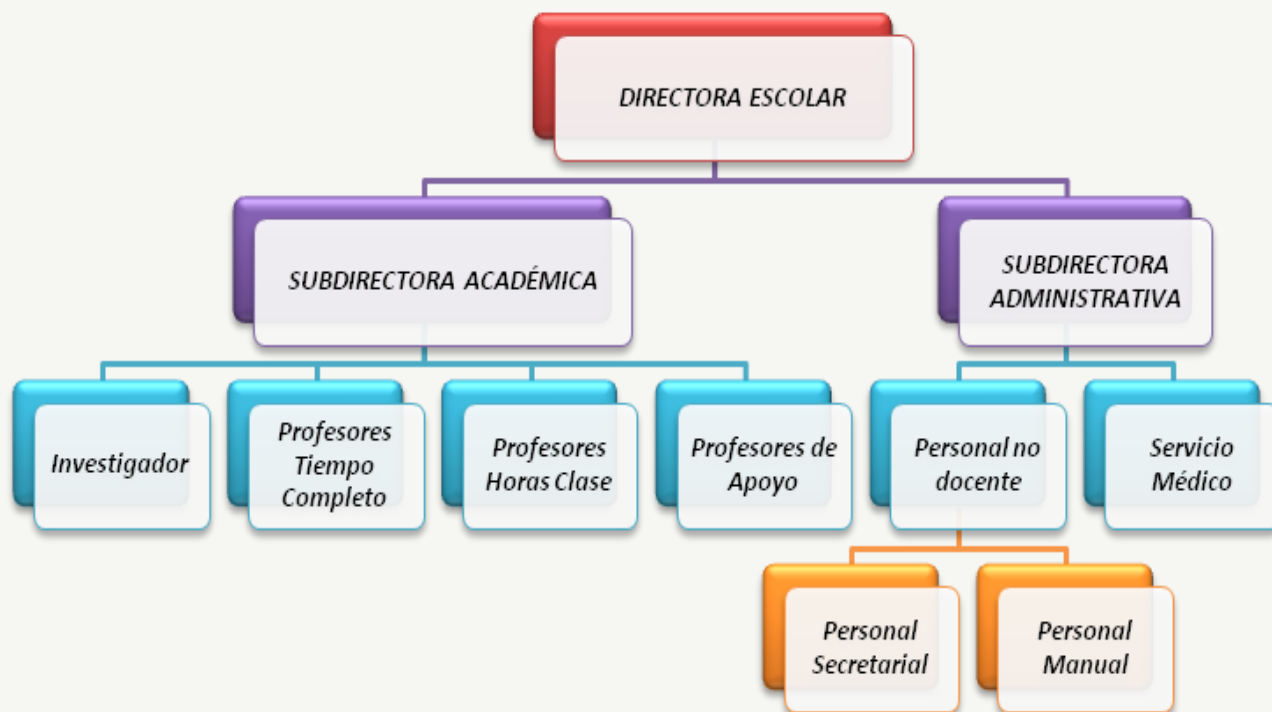 DIRECTORA ESCOLAR
SUBDIRECTORA ACADÉMICA
SUBDIRECTORA
ADMINISTRATIVA
Investigador
Profesores
Tiempo
Completo
Profesores
Horas Clase
Profesores de
Apoyo
Personal no
docente
Servicio
Médico
Personal
Secretarial
Personal
Manual